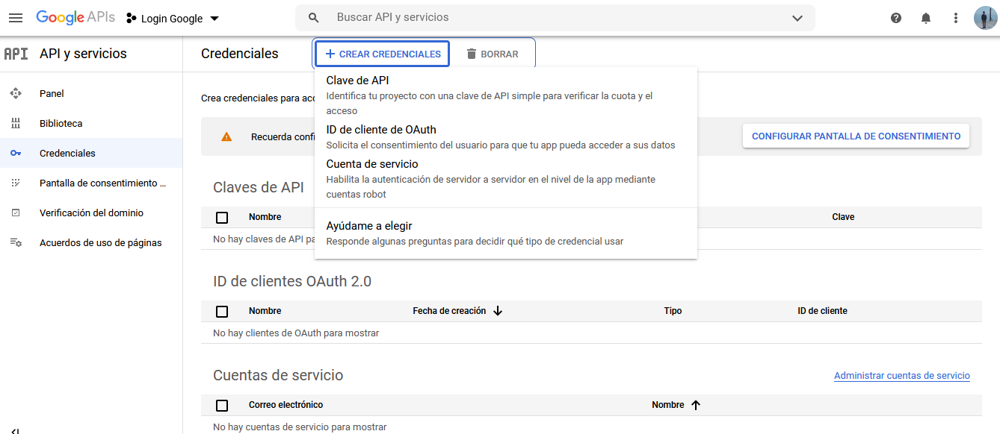 Google APIs
Login Google
Buscar API y servicios
API
API y servicios
Credenciales
CREAR CREDENCIALES
BORRAR
Panel
Biblioteca
Credenciales
Pantalla de consentimiento ...
Verificación del dominio
Acuerdos de uso de páginas
Crea credenciales para acc
Clave de API
Identifica tu proyecto con una clave de API simple para verificar la cuota y el
acceso
ID de cliente de OAuth
Solicita el consentimiento del usuario para que tu app pueda acceder a sus datos
Cuenta de servicio
Habilita la autenticación de servidor a servidor en el nivel de la app mediante
cuentas robot
Ayúdame a elegir
Responde algunas preguntas para decidir qué tipo de credencial usar
Recuerda confi
CONFIGURAR PANTALLA DE CONSENTIMIENTO
Claves de API
Nombre
Clave
No hay claves de API pa
ID de clientes OAuth 2.0
Nombre Fecha de creación Tipo ID de cliente
No hay clientes de OAuth para mostrar
Cuentas de servicio
Administrar cuentas de servicio
Correo electrónico Nombre
No hay cuentas de servicio para mostrar